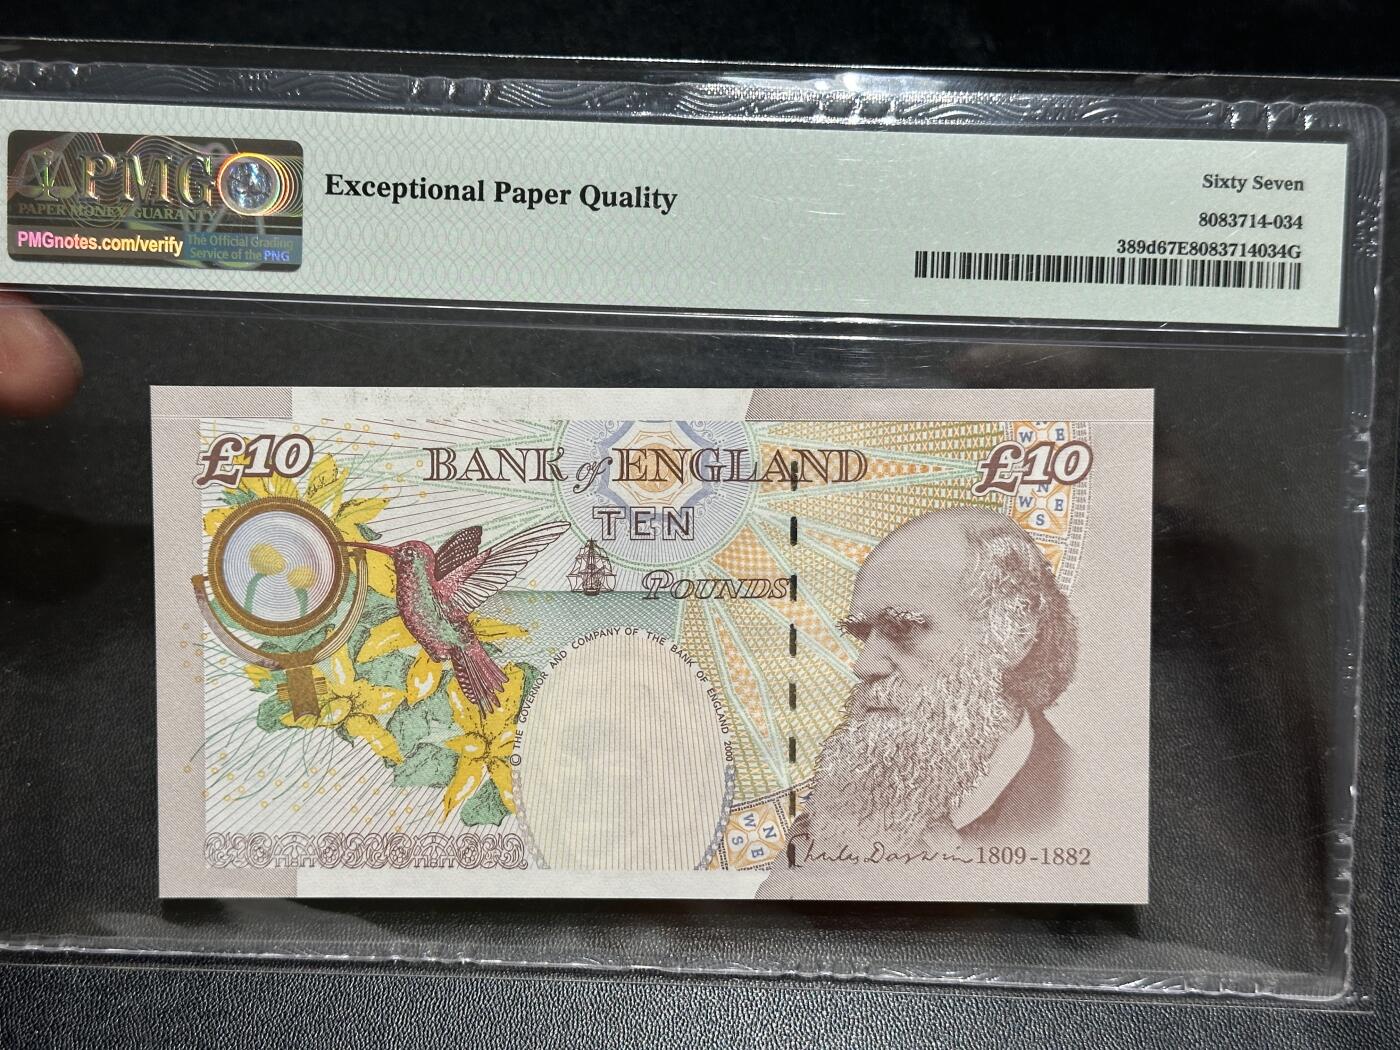 PMG
PAPER MONEY GUARANTY
PMGnotes.com/verify
The Official Grading
Service of the PNG
Exceptional Paper Quality
Sixty Seven
8083714-034
389d67E8083714034G
£10
BANK of ENGLAND
£10
TEN
POUNDS
© THE GOVERNOR AND COMPANY OF THE BANK OF ENGLAND 2000
W E
N
W E
S
N
W E
S
Charles Darwin 1809-1882